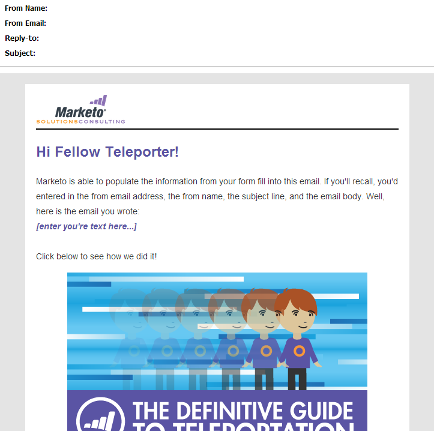 From Name:
From Email:
Reply-to:
Subject:
Marketo
SOLUTIONSCONSULTING
Hi Fellow Teleporter!
Marketo is able to populate the information from your form fill into this email. If you'll recall, you'd
entered in the from email address, the from name, the subject line, and the email body. Well,
here is the email you wrote:
[enter you're text here...]
Click below to see how we did it!
THE DEFINITIVE GUIDE
TO TELEPORTATION